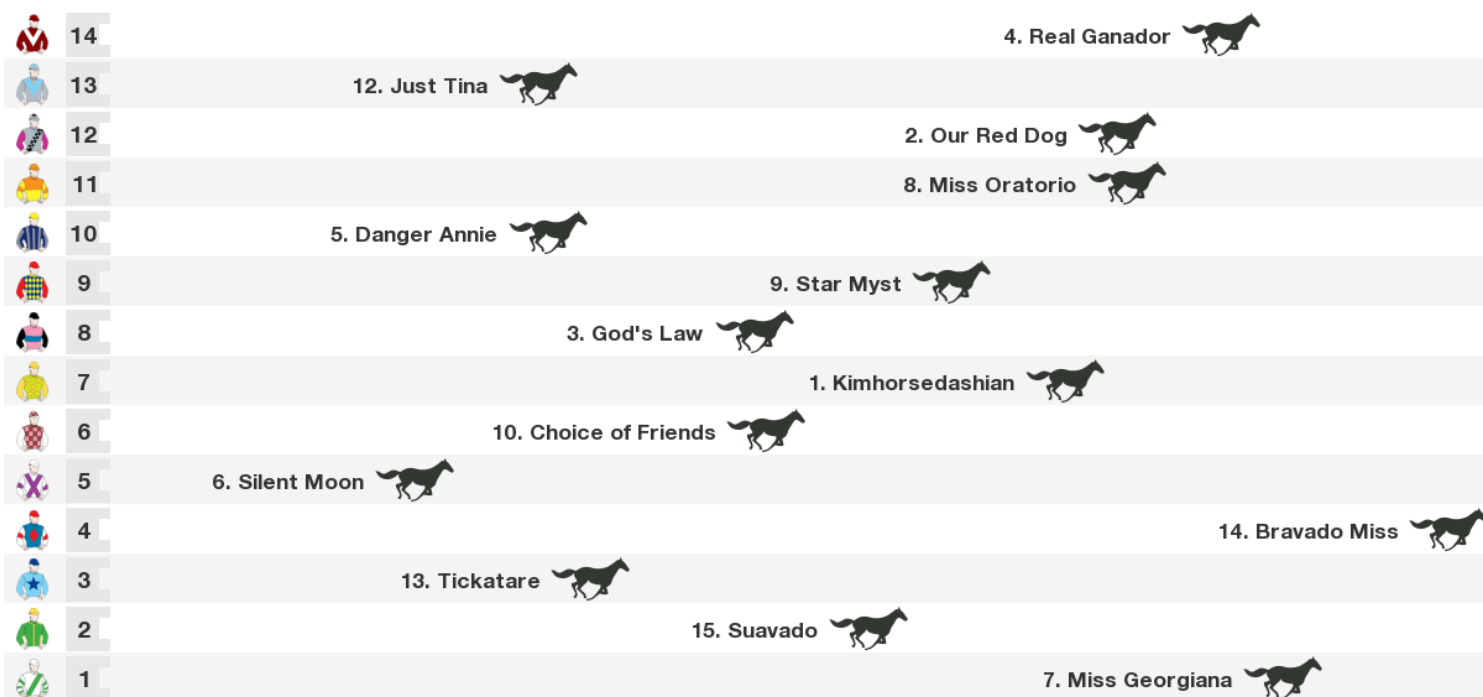 14 4. Real Ganador
13 12. Just Tina
12 2. Our Red Dog
11 8. Miss Oratorio
10 5. Danger Annie
9 9. Star Myst
8 3. God's Law
7 1. Kimhorsedashian
6 10. Choice of Friends
5 6. Silent Moon
4 14. Bravado Miss
3 13. Tickatare
2 15. Suavado
1 7. Miss Georgiana